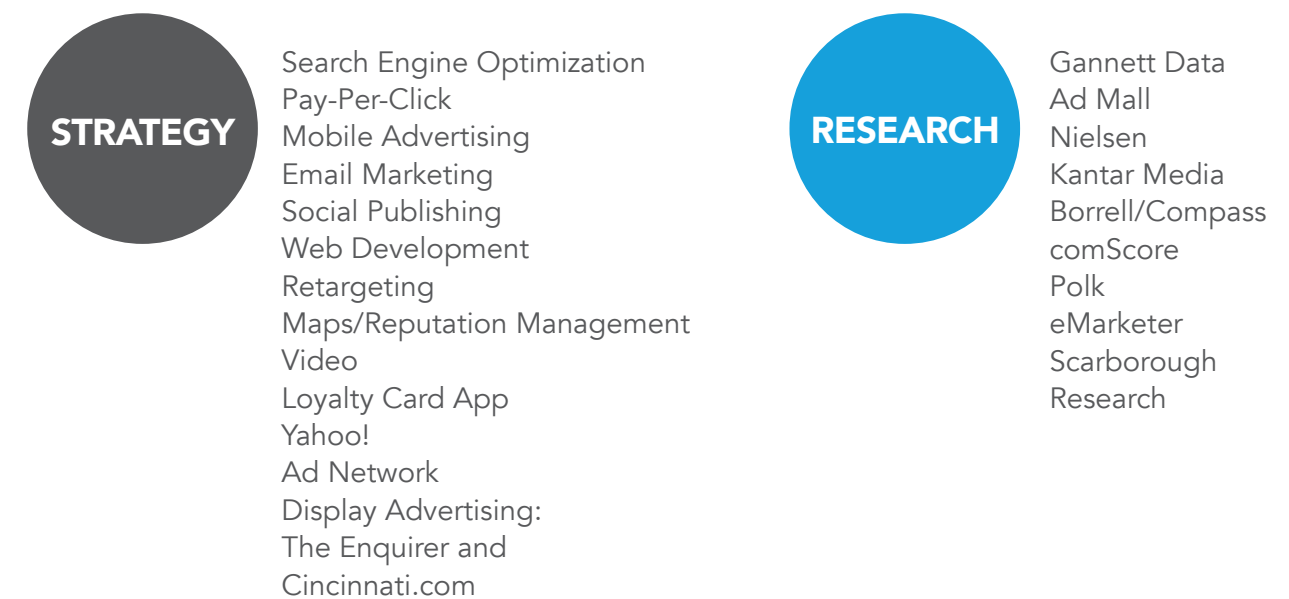 STRATEGY
Search Engine Optimization
Pay-Per-Click
Mobile Advertising
Email Marketing
Social Publishing
Web Development
Retargeting
Maps/Reputation Management
Video
Loyalty Card App
Yahoo!
Ad Network
Display Advertising:
The Enquirer and
Cincinnati.com
RESEARCH
Gannett Data
Ad Mall
Nielsen
Kantar Media
Borrell/Compass
comScore
Polk
eMarketer
Scarborough
Research